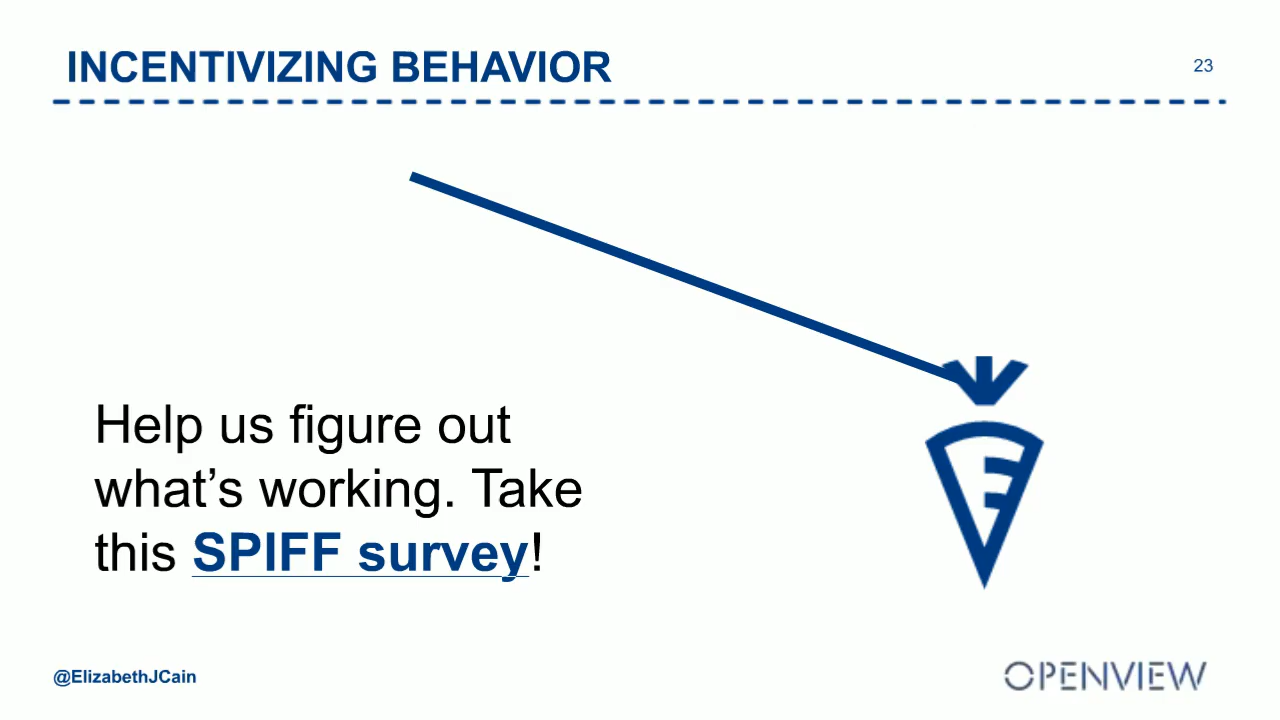 INCENTIVIZING BEHAVIOR
23
Help us figure out
what’s working. Take
this SPIFF survey!
@ElizabethJCain
OPENVIEW